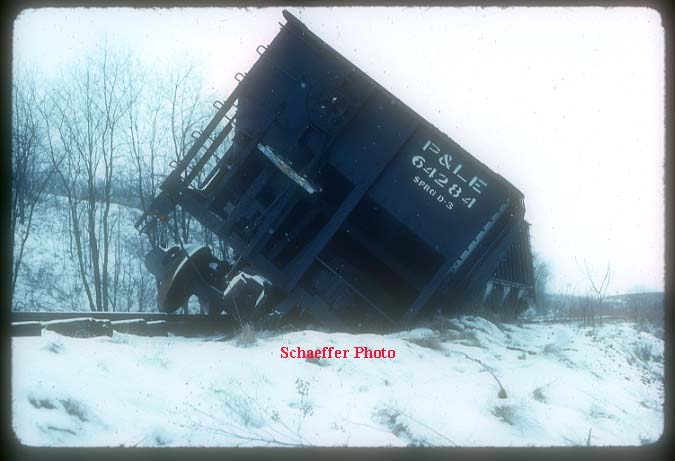 P&LE
64284
SPRG D-3
Schaeffer Photo